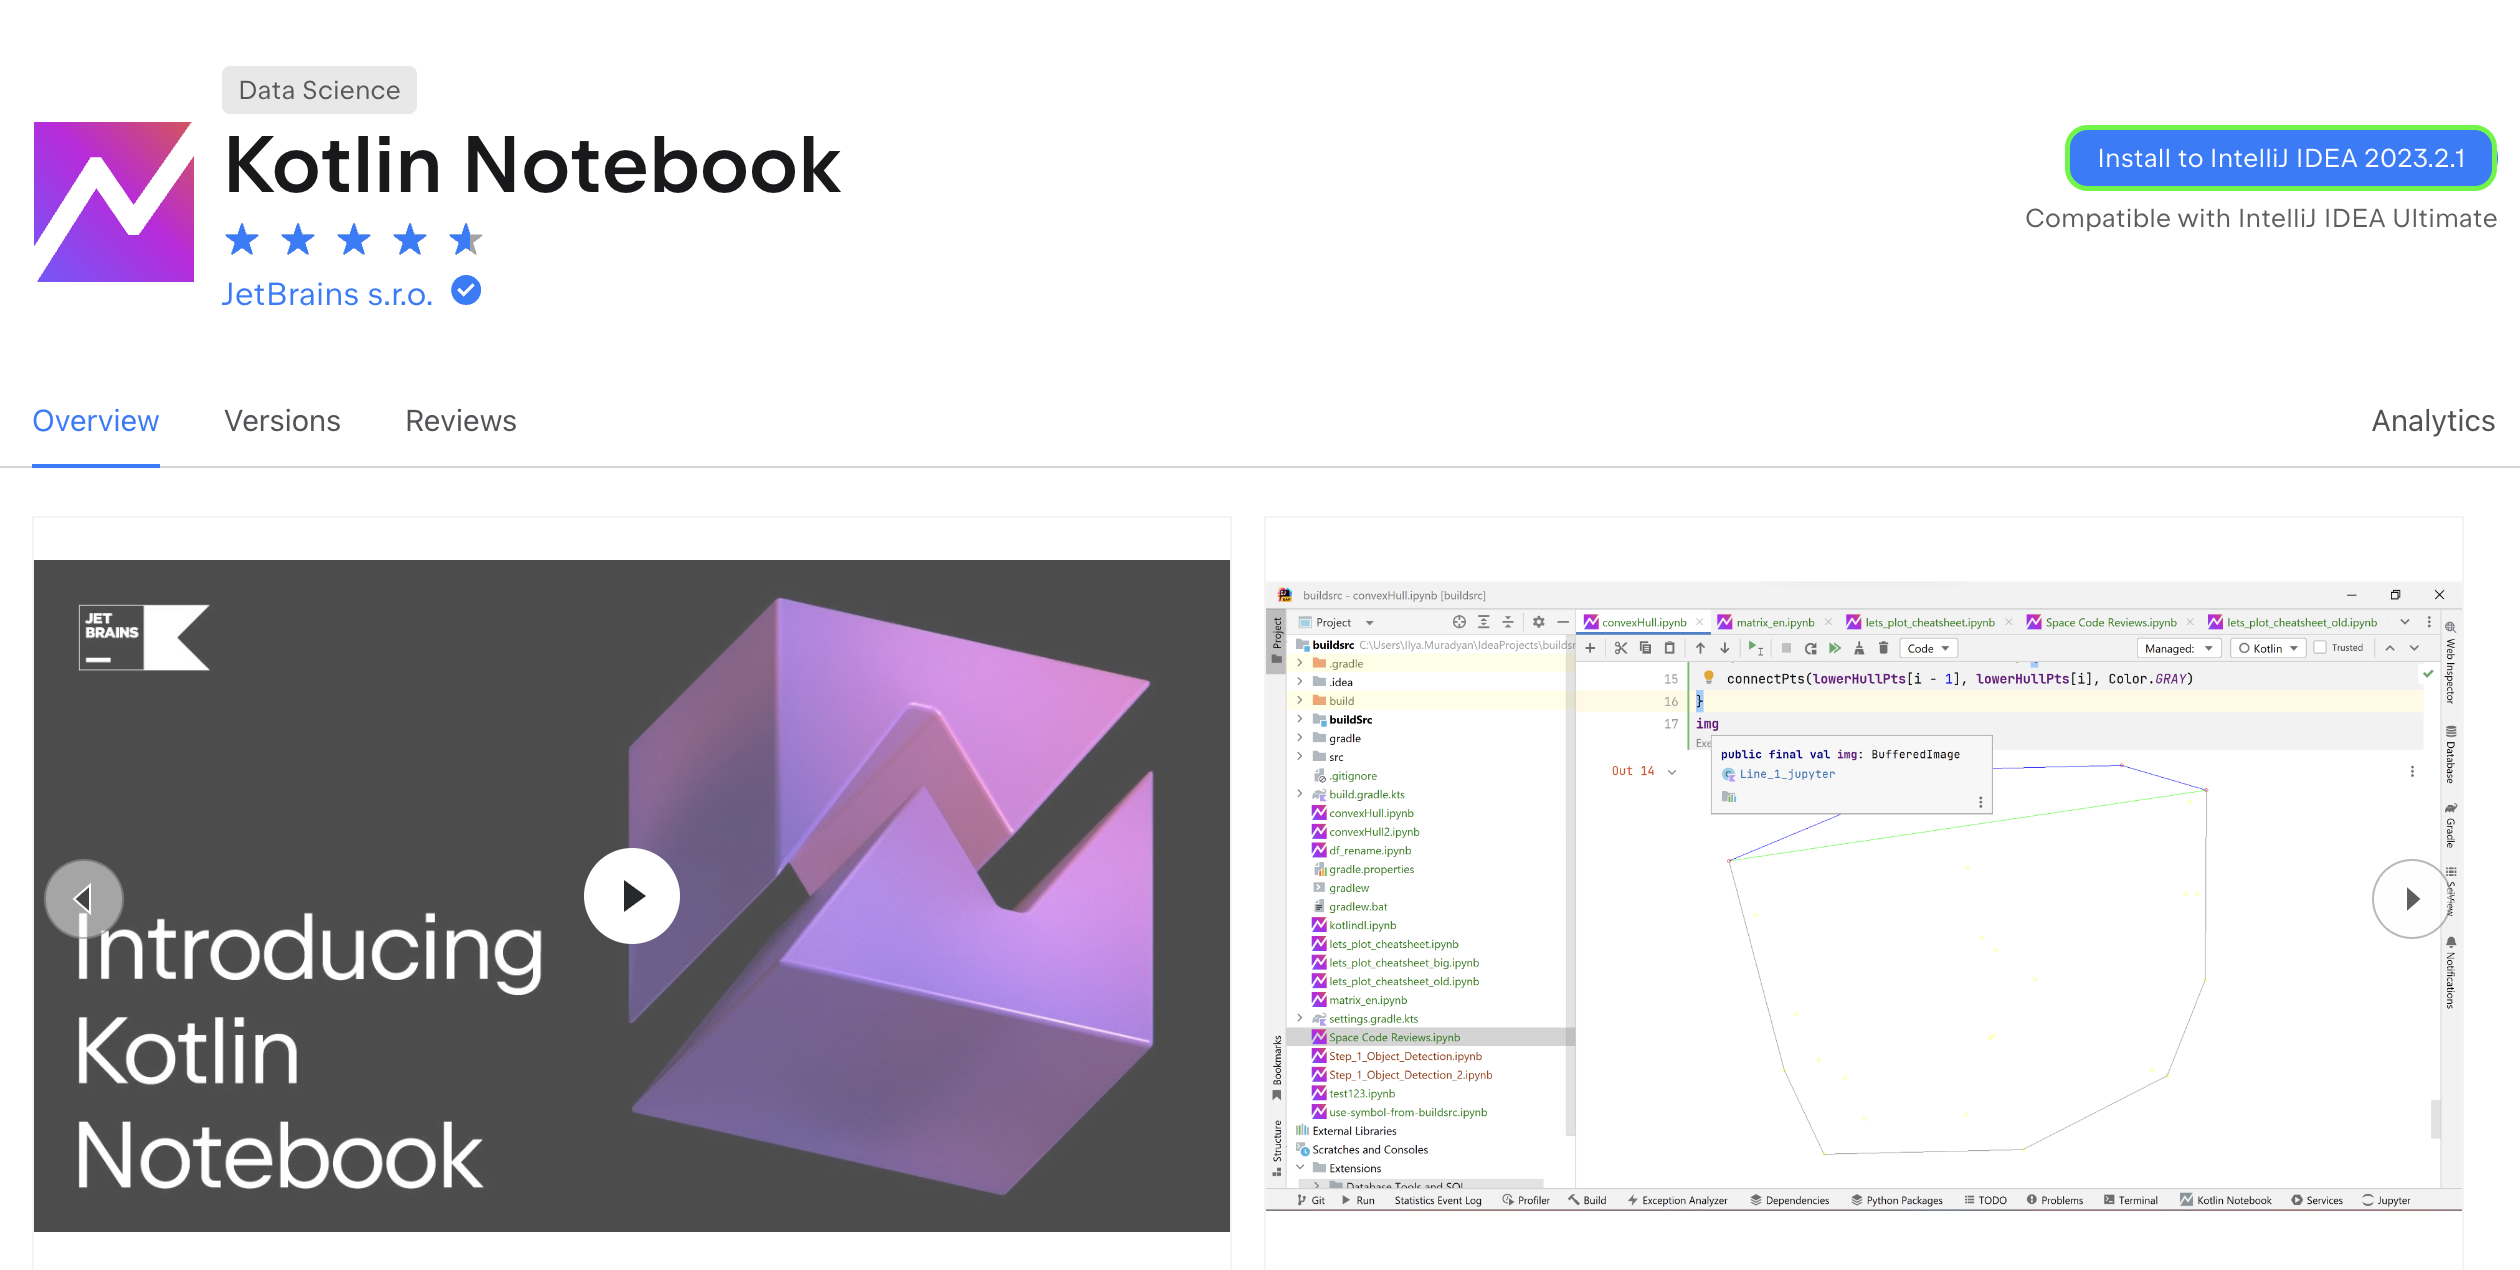 Data Science
Kotlin Notebook
JetBrains s.r.o.
Install to IntelliJ IDEA 2023.2.1
Compatible with IntelliJ IDEA Ultimate
Overview
Versions
Reviews
Analytics
JET
BRAINS
Introducing
Kotlin
Notebook
buildsrc - convexHull.ipynb [buildsrc]
Project
Project
convexHull.ipynb
matrix_en.ipynb
lets_plot_cheatsheet.ipynb
Space Code Reviews.ipynb
lets_plot_cheatsheet_old.ipynb
buildsrc C:\Users\Ilya.Muradyan\IdeaProjects\buildsr
Code
Managed:
Kotlin
Trusted
.gradle
.idea
build
buildSrc
gradle
src
.gitignore
build.gradle.kts
convexHull.ipynb
convexHull2.ipynb
df_rename.ipynb
gradle.properties
gradlew
gradlew.bat
kotlindl.ipynb
lets_plot_cheatsheet.ipynb
lets_plot_cheatsheet_big.ipynb
lets_plot_cheatsheet_old.ipynb
matrix_en.ipynb
settings.gradle.kts
Space Code Reviews.ipynb
Step_1_Object_Detection.ipynb
Step_1_Object_Detection_2.ipynb
test123.ipynb
use-symbol-from-buildsrc.ipynb
External Libraries
Scratches and Consoles
Extensions
Database Tools and SQL
Bookmarks
Structure
15 connectPts(lowerHullPts[i - 1], lowerHullPts[i], Color.GRAY)
16 }
17 img
Exe
public final val img: BufferedImage
Line_1_jupyter
Out 14
Web Inspector
Database
Gradle
SciView
Notifications
Git
Run
Statistics Event Log
Profiler
Build
Exception Analyzer
Dependencies
Python Packages
TODO
Problems
Terminal
Kotlin Notebook
Services
Jupyter